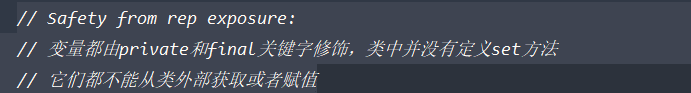 // Safety from rep exposure:
// 变量都由private和final关键字修饰，类中并没有定义set方法
// 它们都不能从类外部获取或者赋值